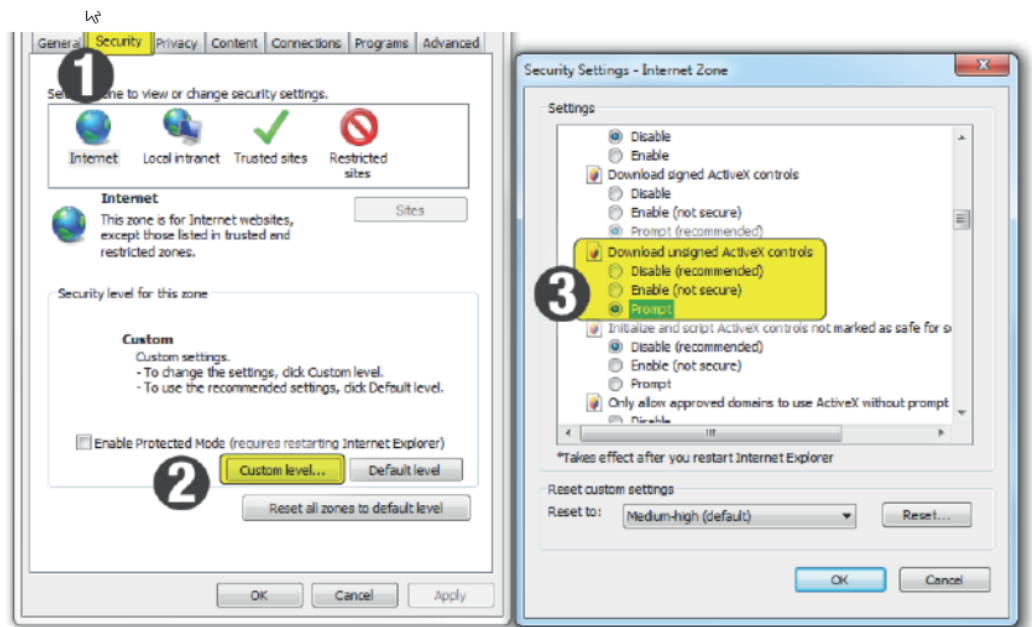 General Security Privacy Content Connections Programs Advanced
1
Select a zone to view or change security settings.
Internet Local intranet Trusted sites Restricted sites
Internet
This zone is for Internet websites,
except those listed in trusted and
restricted zones.
Sites
Security level for this zone
Custom
Custom settings.
- To change the settings, click Custom level.
- To use the recommended settings, click Default level.
Enable Protected Mode (requires restarting Internet Explorer)
2
Custom level... Default level
Reset all zones to default level
OK Cancel Apply
Security Settings - Internet Zone
Settings
Disable
Enable
Download signed ActiveX controls
Disable
Enable (not secure)
Prompt (recommended)
Download unsigned ActiveX controls
Disable (recommended)
3
Enable (not secure)
Prompt
Initialize and script ActiveX controls not marked as safe for s
Disable (recommended)
Enable (not secure)
Prompt
Only allow approved domains to use ActiveX without prompt
Disable
*Takes effect after you restart Internet Explorer
Reset custom settings
Reset to: Medium-high (default) Reset...
OK Cancel